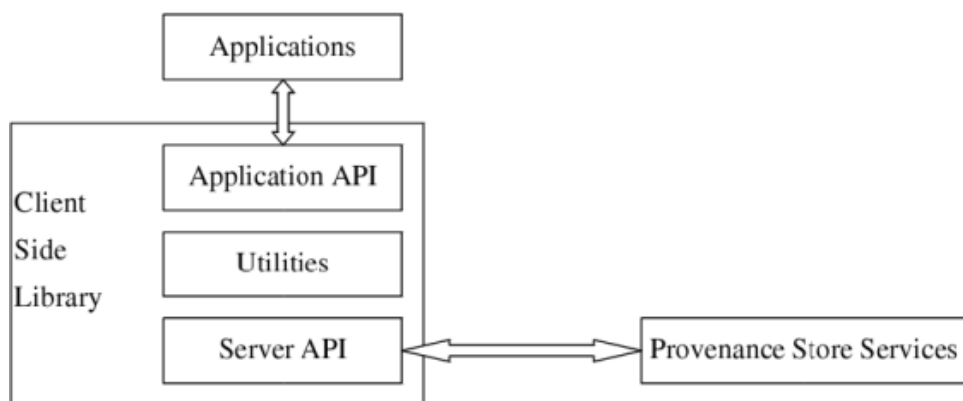 Applications
Application API
Client
Side
Library
Utilities
Server API
Provenance Store Services